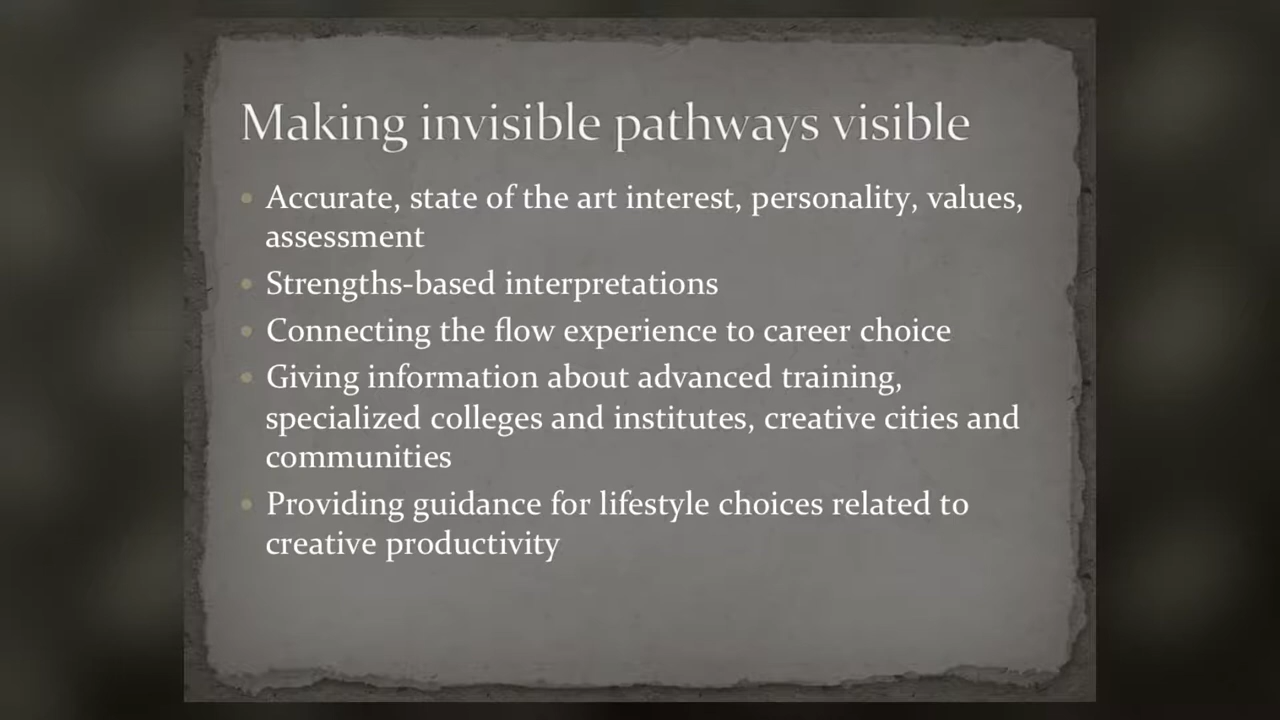 Making invisible pathways visible
• Accurate, state of the art interest, personality, values,
assessment
• Strengths-based interpretations
• Connecting the flow experience to career choice
• Giving information about advanced training,
specialized colleges and institutes, creative cities and
communities
• Providing guidance for lifestyle choices related to
creative productivity